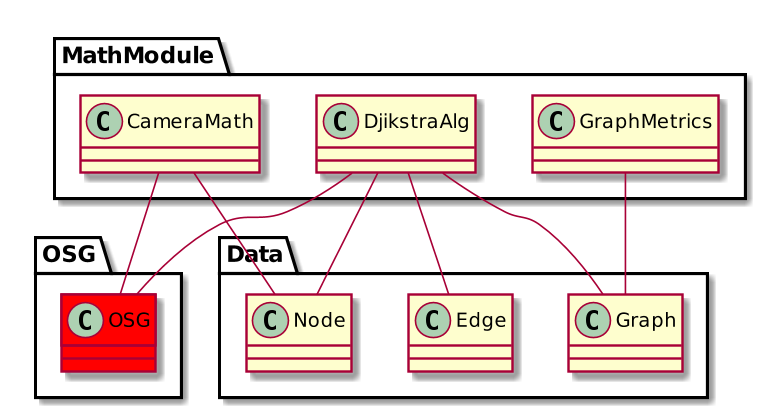 MathModule
C CameraMath
C DjikstraAlg
C GraphMetrics
OSG
Data
C OSG
C Node
C Edge
C Graph